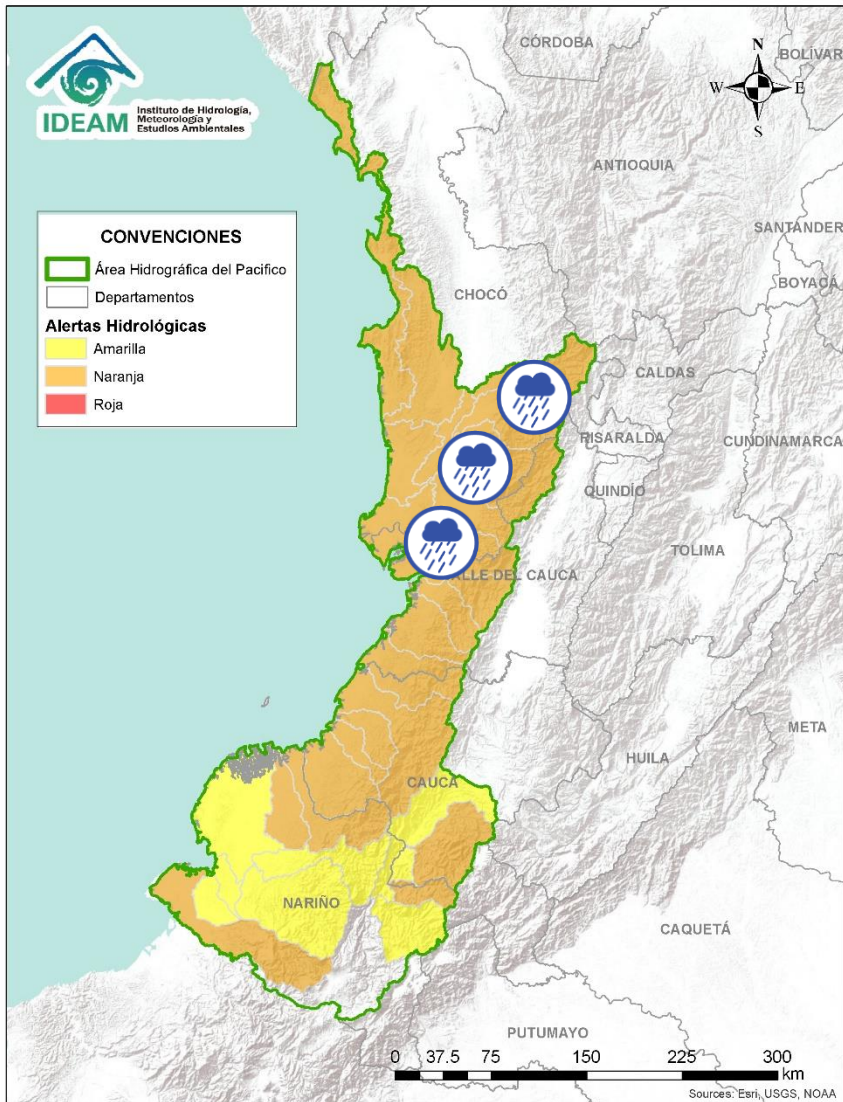 IDEAM
Instituto de Hidrología,
Meteorología y
Estudios Ambientales
CÓRDOBA
BOLÍVAR
N
W
E
S
ANTIOQUIA
SANTANDER
BOYACÁ
CONVENCIONES
Área Hidrográfica del Pacifico
Departamentos
Alertas Hidrológicas
Amarilla
Naranja
Roja
CHOCÓ
CALDAS
RISARALDA
CUNDINAMARCA
QUINDÍO
TOLIMA
ALLE DEL CAUCA
META
HUILA
CAUCA
NARIÑO
CAQUETÁ
PUTUMAYO
0 37.5 75 150 225 300
km
Sources: Esri, USGS, NOAA